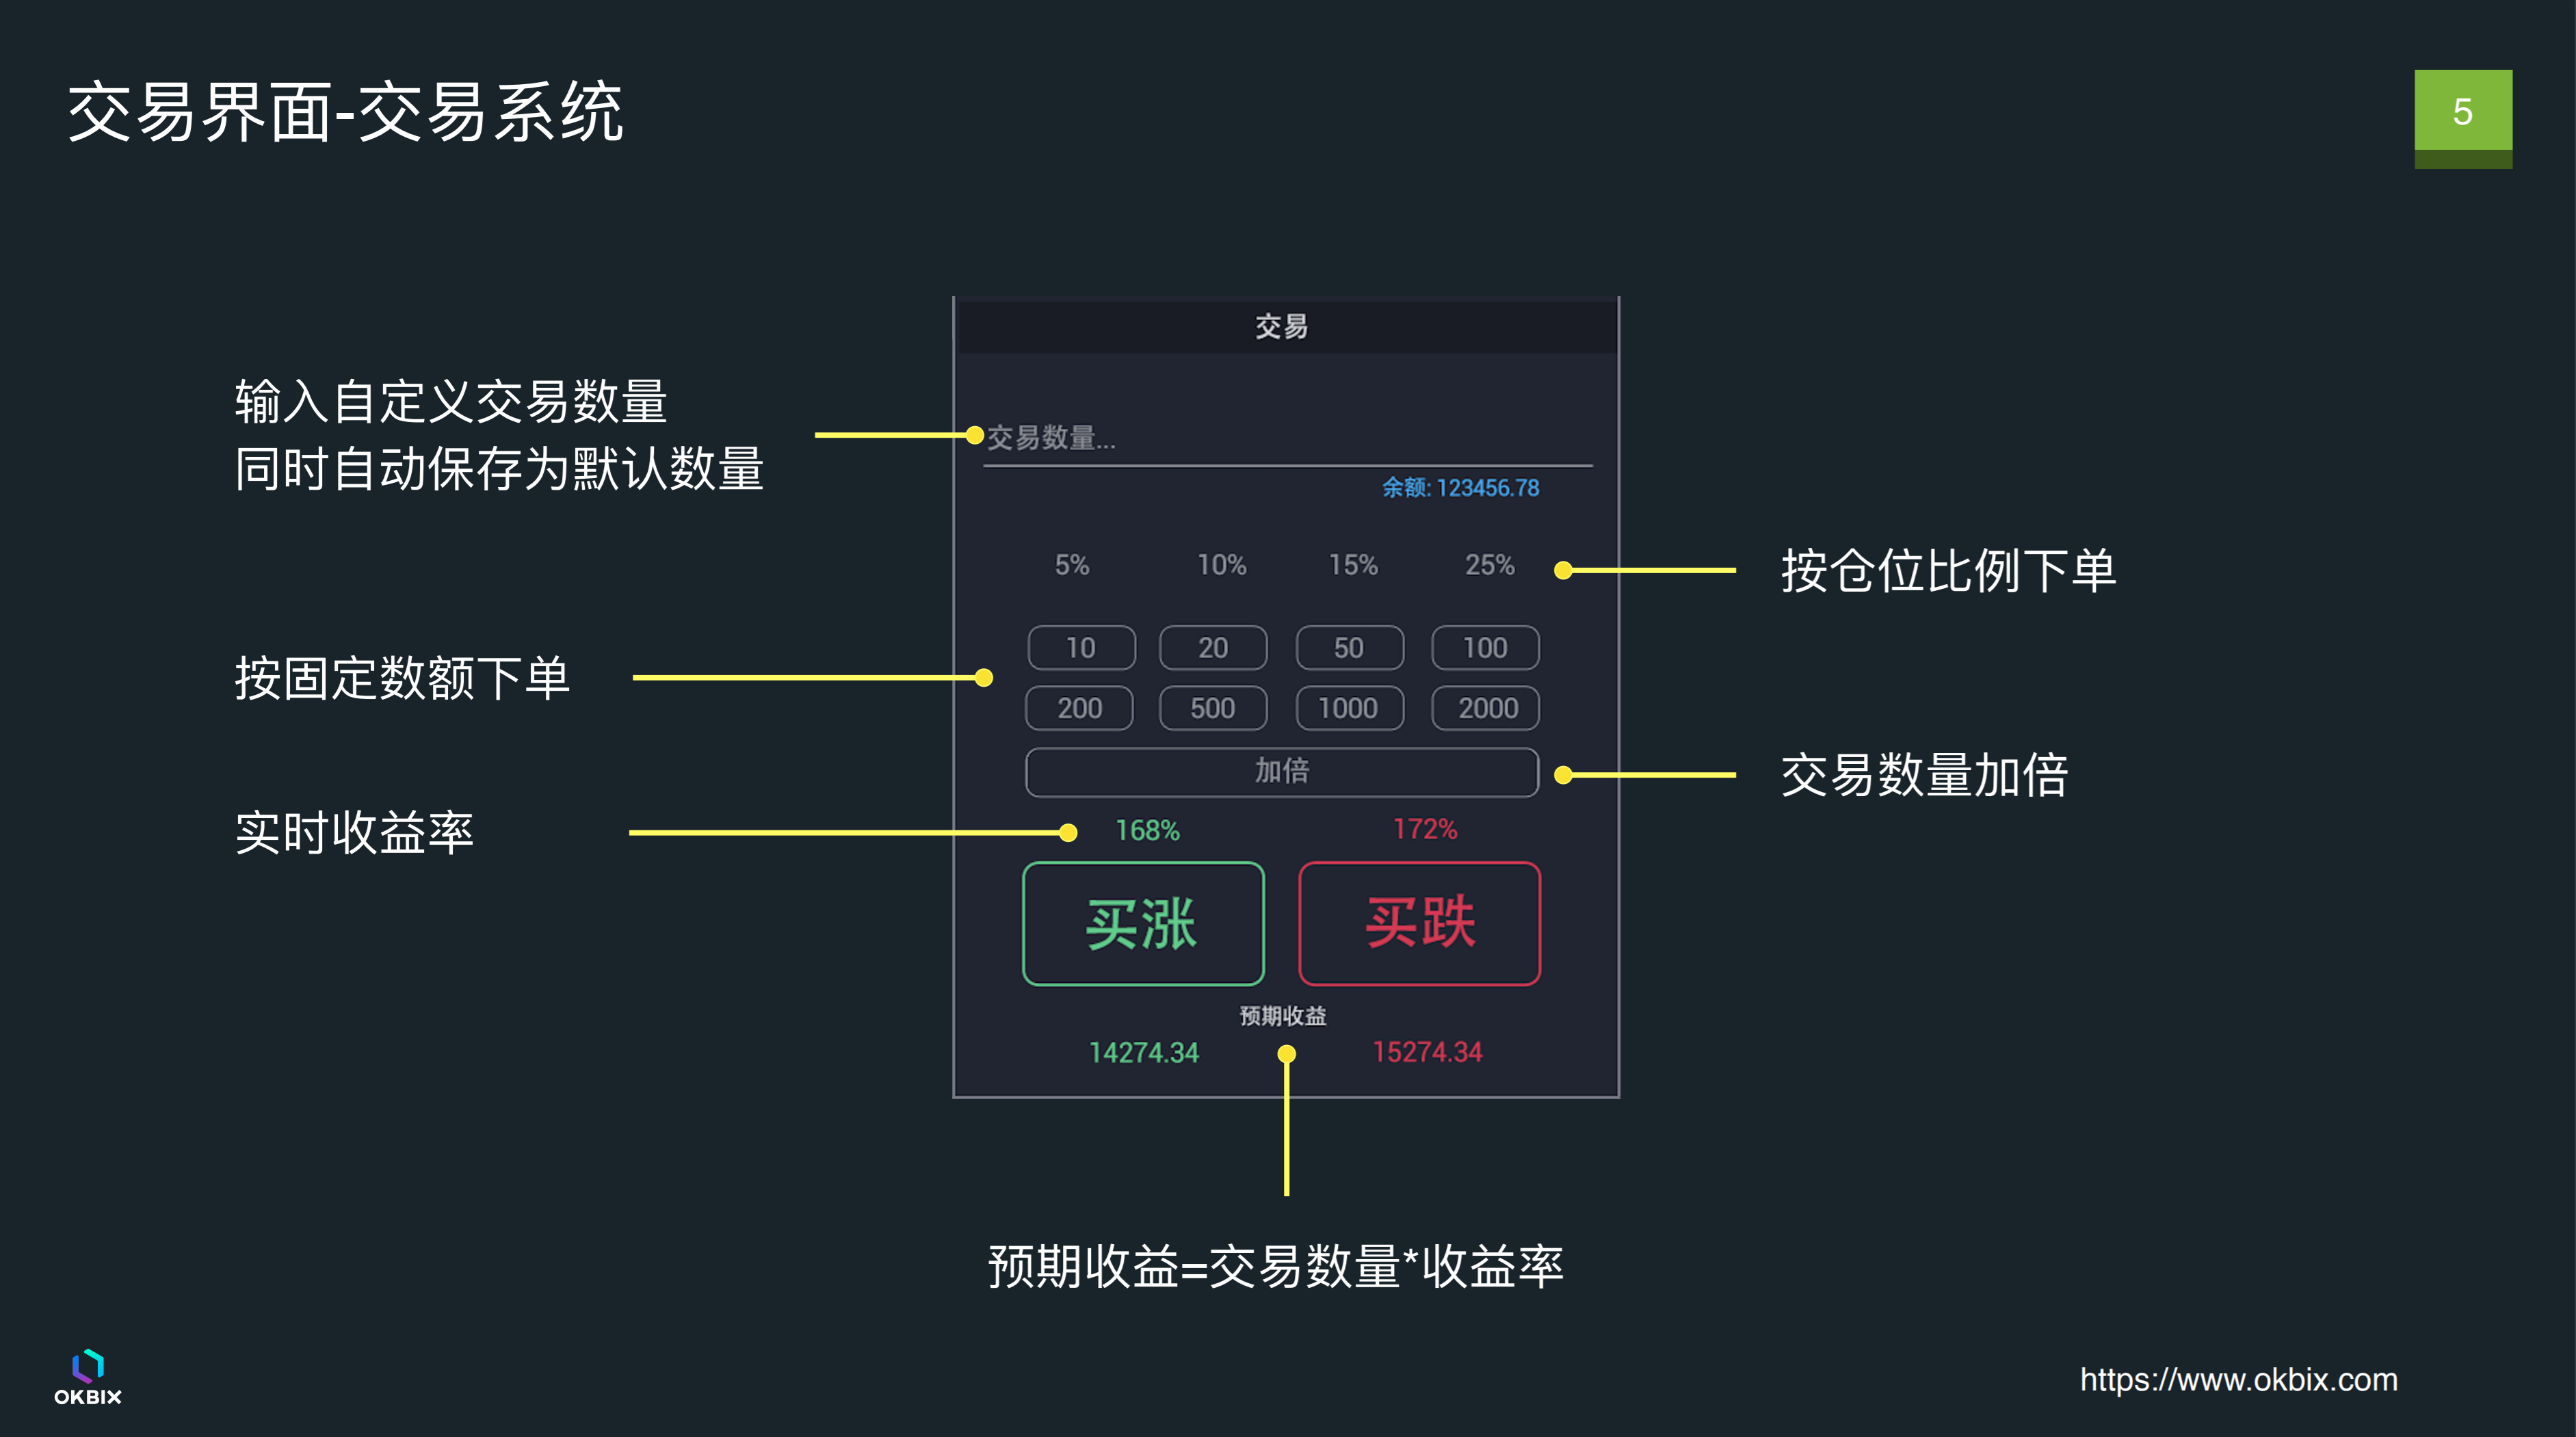 交易界面-交易系统
5
交易
输入自定义交易数量
同时自动保存为默认数量
交易数量...
余额: 123456.78
5% 10% 15% 25%
按仓位比例下单
10 20 50 100
按固定数额下单
200 500 1000 2000
加倍
交易数量加倍
实时收益率
168% 172%
买涨 买跌
预期收益
14274.34 15274.34
预期收益=交易数量*收益率
OKBIX
https://www.okbix.com